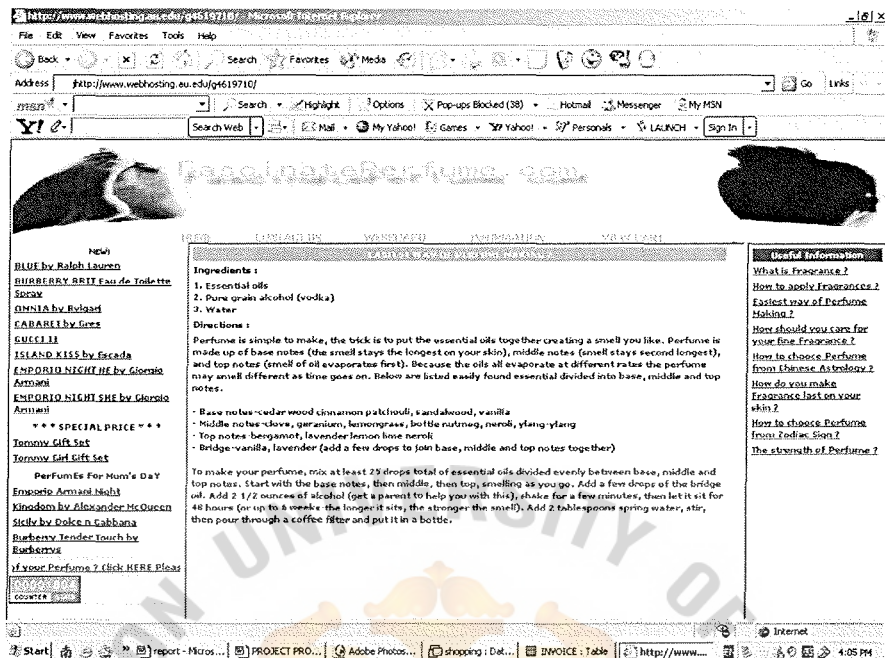 http://www.webhosting.au.edu/g4619710/ - Microsoft Internet Explorer
File Edit View Favorites Tools Help
Back Search Favorites Media
Address http://www.webhosting.au.edu/g4619710/ Go Links
msn Search Highlight Options Pop-ups Blocked (38) Hotmail Messenger My MSN
Y! Search Web Mail My Yahoo! Games Yahoo! Personals LAUNCH Sign In
HOME CONTACT US WEBBOARD VIEW CART
NEW!
BLUE by Ralph Lauren
BURBERRY BRIT Eau de Toilette
Spray
OMNIA by Bvlgari
CABARET by Gres
GUCCI II
ISLAND KISS by Escada
EMPORIO NIGHT HE by Giorgio
Armani
EMPORIO NIGHT SHE by Giorgio
Armani
* * * SPECIAL PRICE * * *
Tommy Gift Set
Tommy Girl Gift Set
PerFumEs For Mum's DaY
Emporio Armani Night
Kingdom by Alexander McQueen
Sicily by Dolce n Gabbana
Burberry Tender Touch by
Burberrys
of your Perfume ? Click HERE Pleas
COUNTER
Ingredients :
1. Essential oils
2. Pure grain alcohol (vodka)
3. Water
Directions :
Perfume is simple to make, the trick is to put the essential oils together creating a smell you like. Perfume is
made up of base notes (the smell stays the longest on your skin), middle notes (smell stays second longest),
and top notes (smell of oil evaporates first). Because the oils all evaporate at different rates the perfume
may smell different as time goes on. Below are listed easily found essential divided into base, middle and top
notes.
- Base notes-cedar wood cinnamon patchouli, sandalwood, vanilla
- Middle notes-clove, geranium, lemongrass, bottle nutmeg, neroli, ylang-ylang
- Top notes-bergamot, lavender lemon lime neroli
- Bridge-vanilla, lavender (add a few drops to join base, middle and top notes together)
To make your perfume, mix at least 25 drops total of essential oils divided evenly between base, middle and
top notes. Start with the base notes, then middle, then top, smelling as you go. Add a few drops of the bridge
oil. Add 2 1/2 ounces of alcohol (get a parent to help you with this), shake for a few minutes, then let it sit for
48 hours (or up to 6 weeks-the longer it sits, the stronger the smell). Add 2 tablespoons spring water, stir,
then pour through a coffee filter and put it in a bottle.
Useful Information
What is Fragrance ?
How to apply Fragrances ?
Easiest way of Perfume
Making ?
How should you care for
your fine Fragrance ?
How to choose Perfume
from Chinese Astrology ?
How do you make
Fragrance last on your
skin ?
How to choose Perfume
from Zodiac Sign ?
The strength of Perfume ?
UNIVERSITY OF
Internet
Start report - Micros... PROJECT PRO... Adobe Photos... shopping : Dat... INVOICE : Table http://www.... 4:05 PM